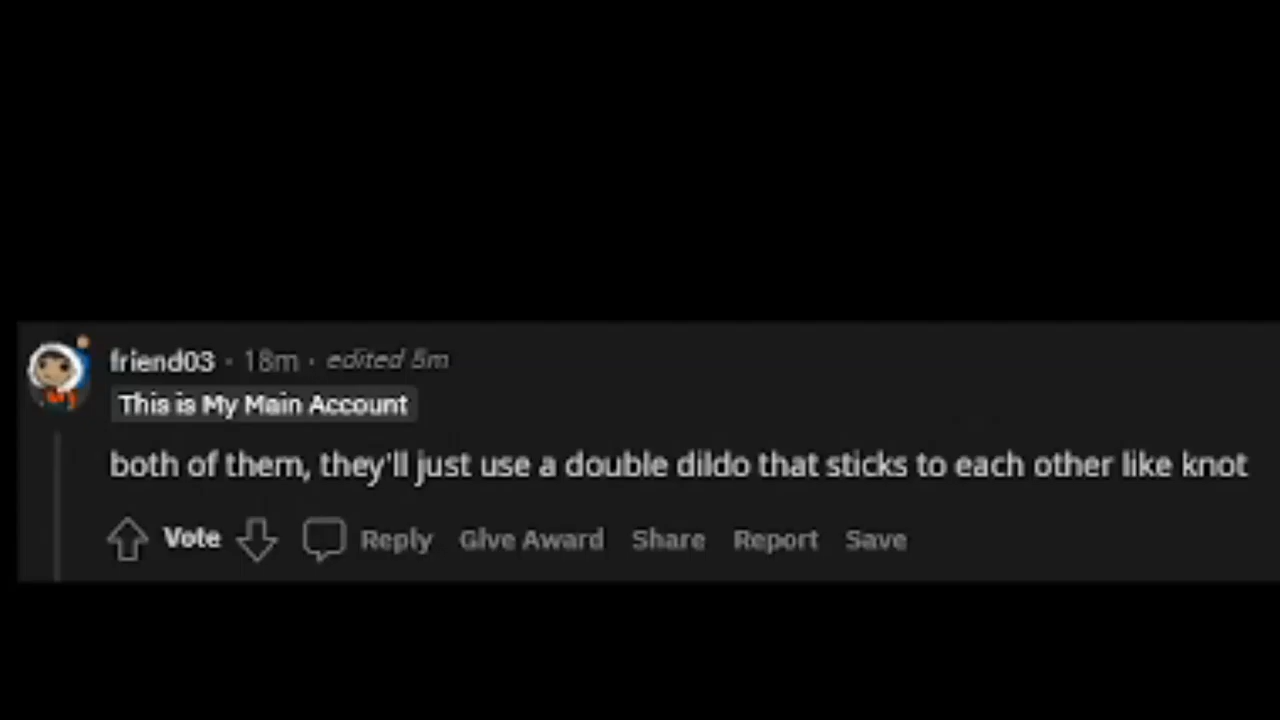 friend03 · 18m · edited 5m
This is My Main Account
both of them, they'll just use a double dildo that sticks to each other like knot
Vote Reply Give Award Share Report Save